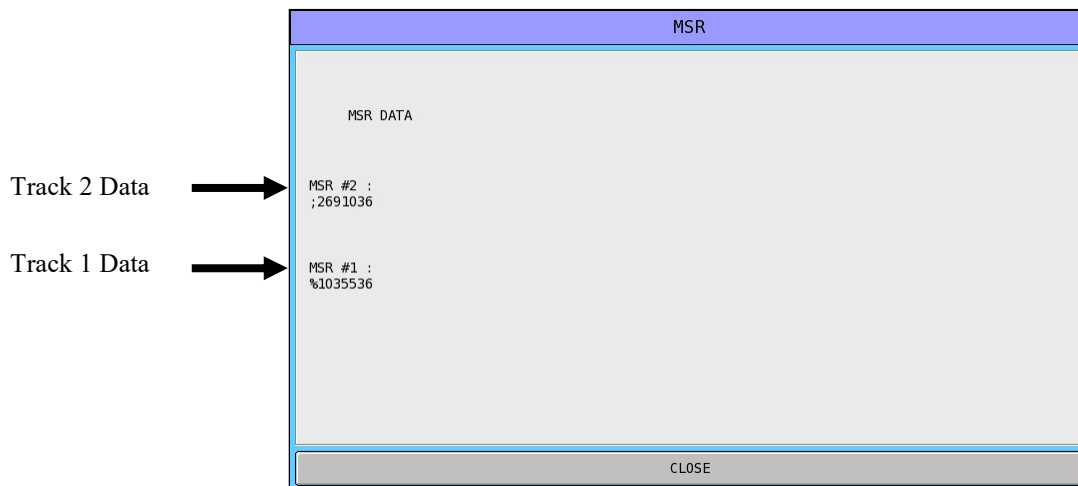 MSR
MSR DATA
Track 2 Data
MSR #2 :
;2691036
Track 1 Data
MSR #1 :
%1035536
CLOSE